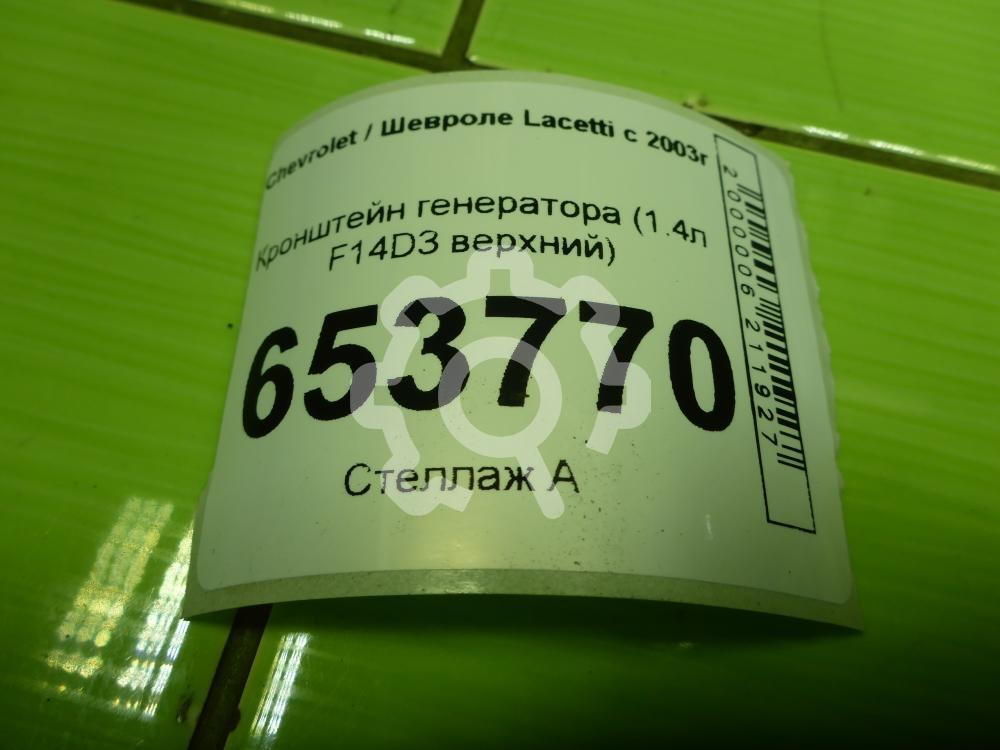 Chevrolet / Шевроле Lacetti с 2003г
Кронштейн генератора (1.4л
F14D3 верхний)
653770
Стеллаж А
2000006211927